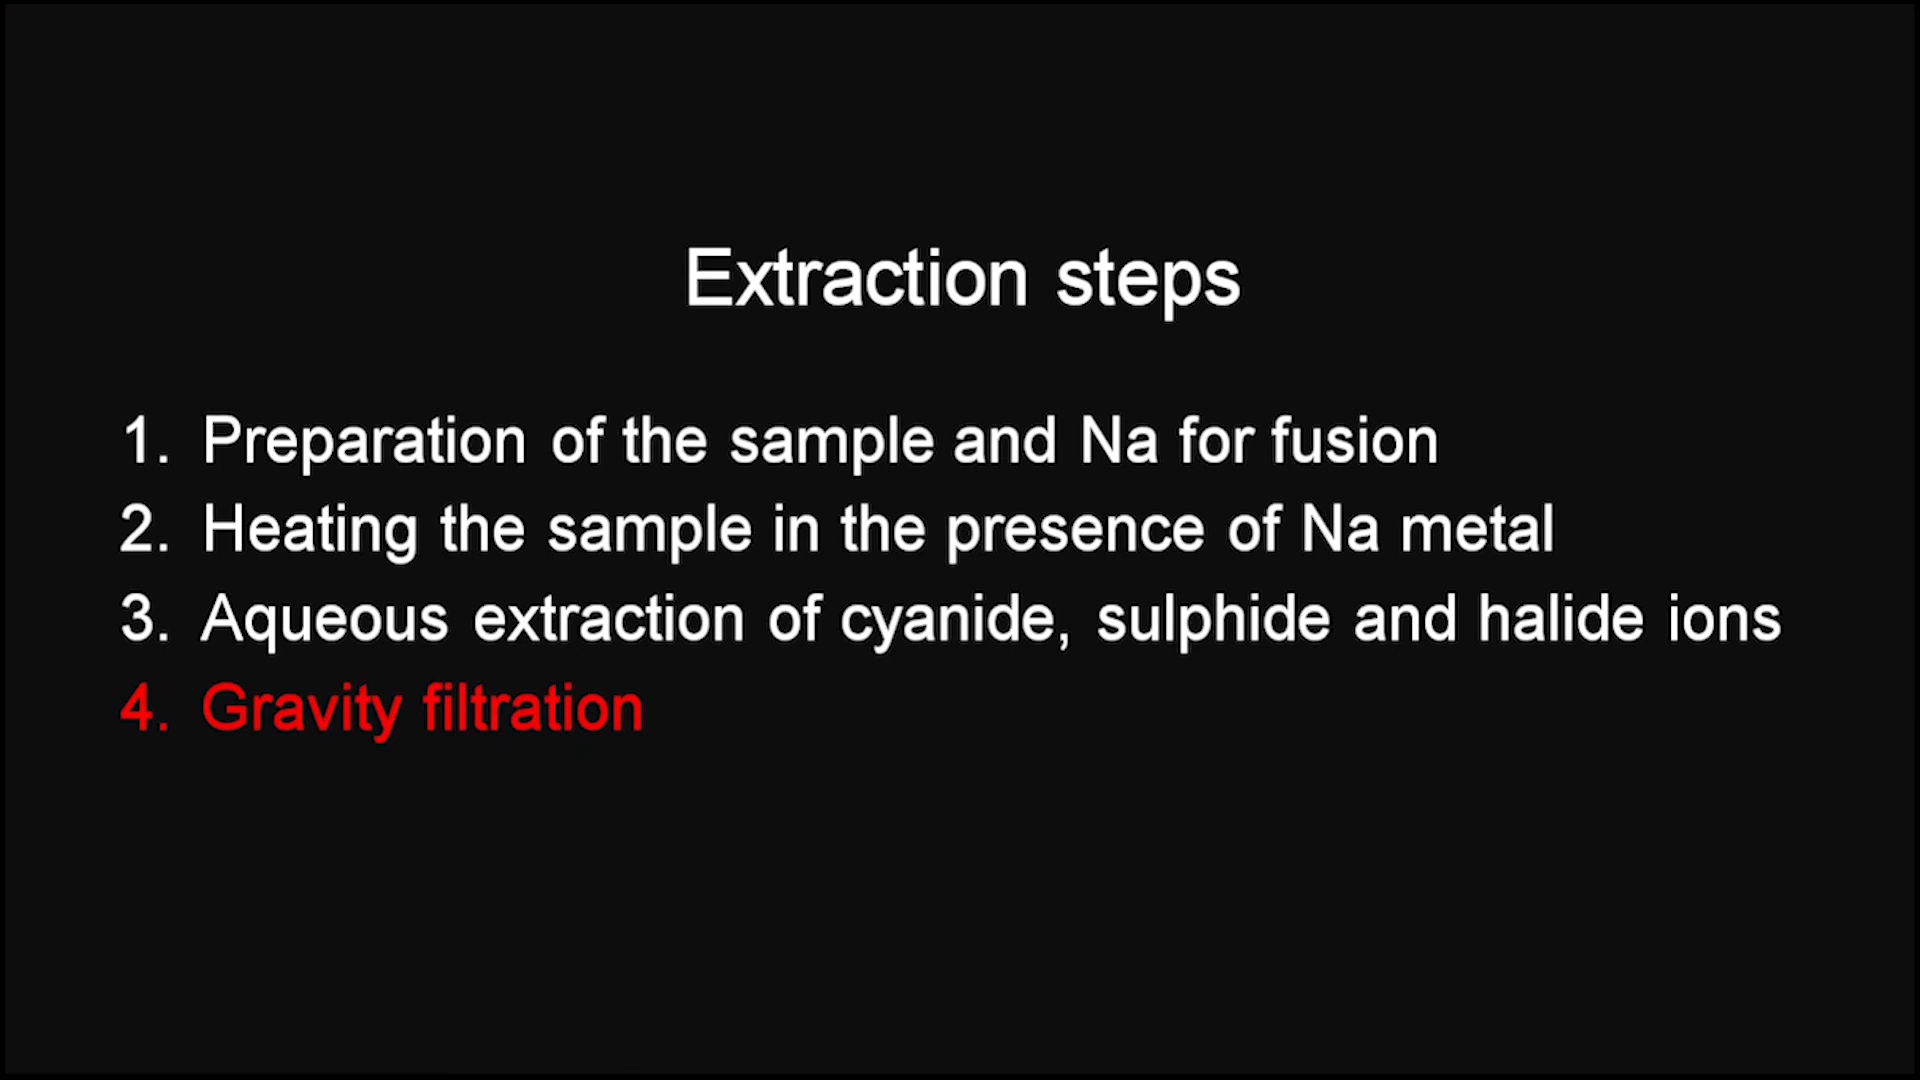 Extraction steps
1. Preparation of the sample and Na for fusion
2. Heating the sample in the presence of Na metal
3. Aqueous extraction of cyanide, sulphide and halide ions
4. Gravity filtration